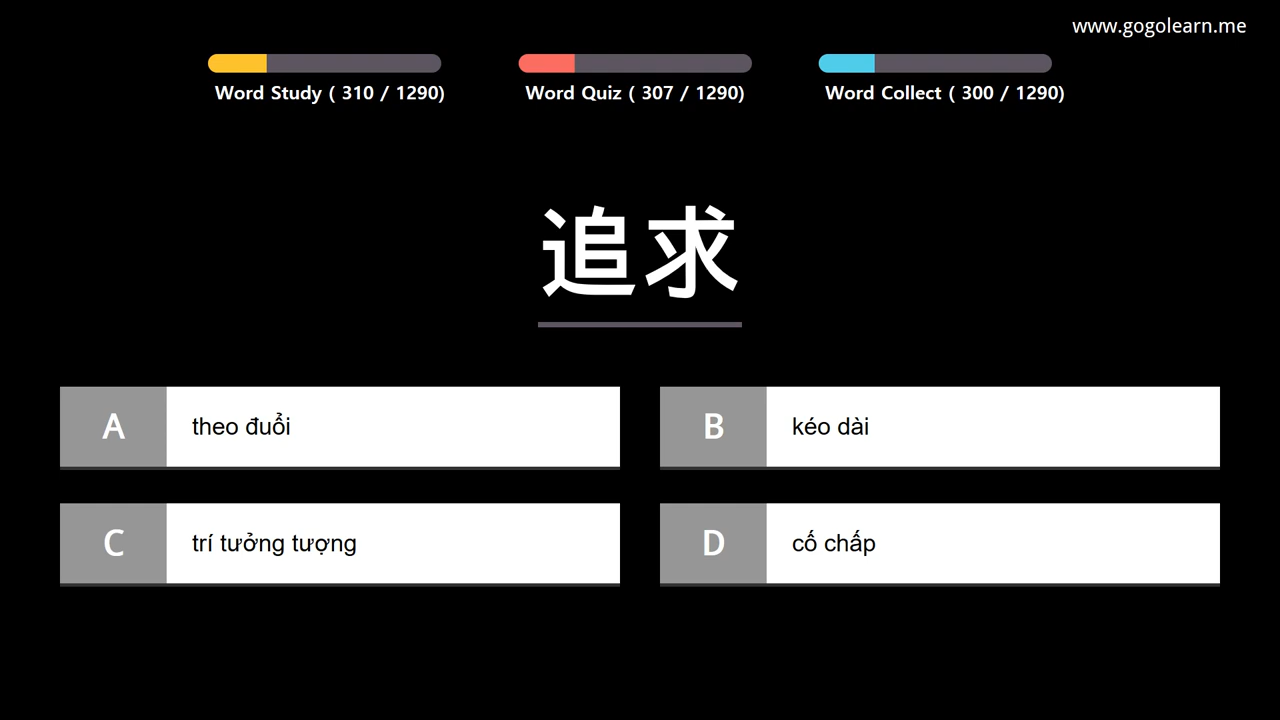 www.gogolearn.me
Word Study ( 310 / 1290)
Word Quiz ( 307 / 1290)
Word Collect ( 300 / 1290)
追求
A theo đuổi
B kéo dài
C trí tưởng tượng
D cố chấp